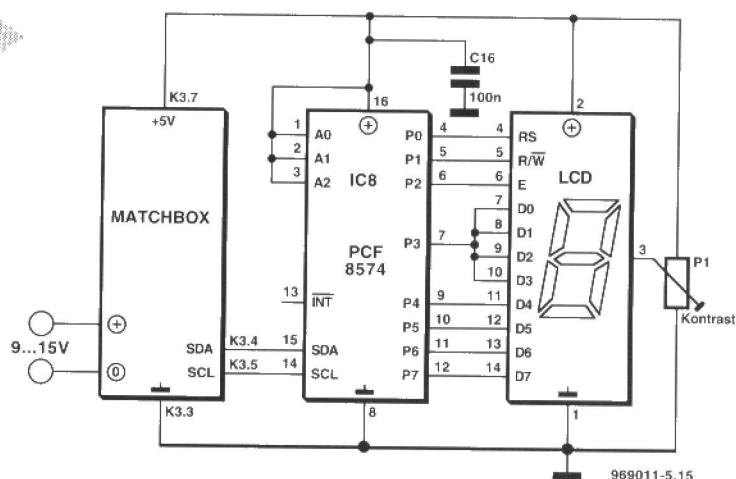 K3.7
+5V
MATCHBOX
+
0
9...15V
SDA
SCL
K3.4
K3.5
K3.3
16
+
1
2
3
A0
A1
A2
IC8
PCF
8574
13
INT
15
14
SDA
SCL
8
P0
P1
P2
P3
P4
P5
P6
P7
4
5
6
7
9
10
11
12
C16
100n
2
+
LCD
4
5
6
7
8
9
10
11
12
13
14
RS
R/W
E
D0
D1
D2
D3
D4
D5
D6
D7
1
3
P1
Kontrast
969011-5.15